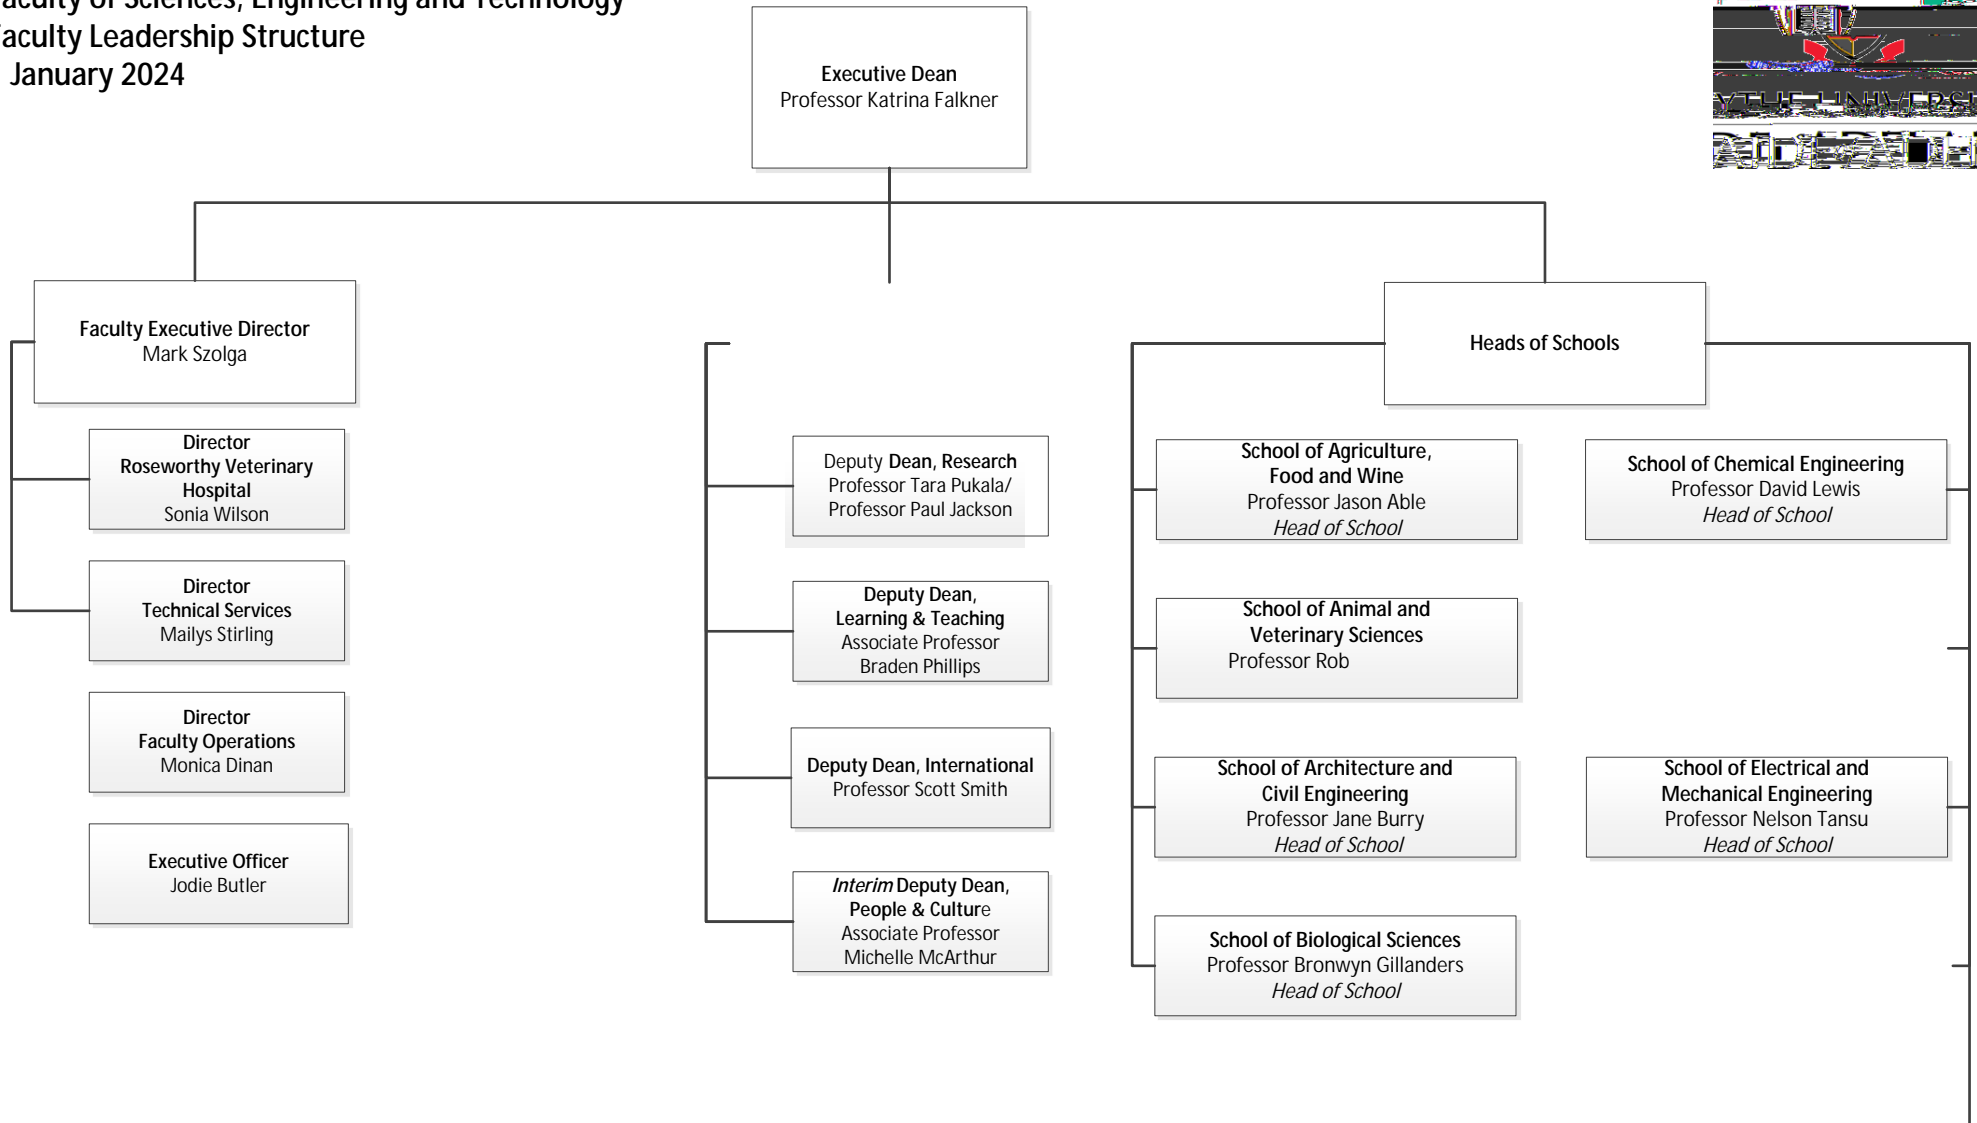 Faculty of Sciences, Engineering and Technology
Faculty Leadership Structure
January 2024
Executive Dean
Professor Katrina Falkner
Faculty Executive Director
Mark Szolga
Director
Roseworthy Veterinary
Hospital
Sonia Wilson
Director
Technical Services
Mailys Stirling
Director
Faculty Operations
Monica Dinan
Executive Officer
Jodie Butler
Deputy Dean, Research
Professor Tara Pukala/
Professor Paul Jackson
Deputy Dean,
Learning & Teaching
Associate Professor
Braden Phillips
Deputy Dean, International
Professor Scott Smith
Interim Deputy Dean,
People & Culture
Associate Professor
Michelle McArthur
Heads of Schools
School of Agriculture,
Food and Wine
Professor Jason Able
Head of School
School of Animal and
Veterinary Sciences
Professor Rob
School of Architecture and
Civil Engineering
Professor Jane Burry
Head of School
School of Biological Sciences
Professor Bronwyn Gillanders
Head of School
School of Chemical Engineering
Professor David Lewis
Head of School
School of Electrical and
Mechanical Engineering
Professor Nelson Tansu
Head of School